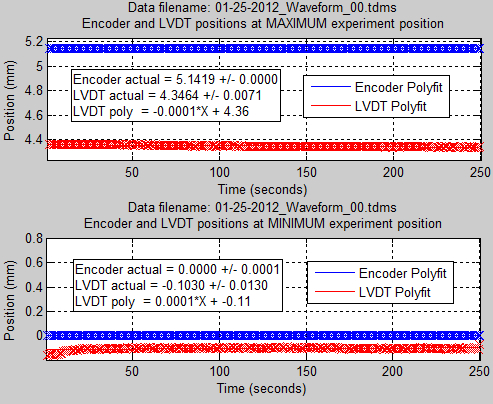 Data filename: 01-25-2012_Waveform_00.tdms
Encoder and LVDT positions at MAXIMUM experiment position
Position (mm)
5.2
5
4.8
4.6
4.4
Encoder actual = 5.1419 +/- 0.0000
LVDT actual = 4.3464 +/- 0.0071
LVDT poly = -0.0001*X + 4.36
Encoder Polyfit
LVDT Polyfit
50
100
150
200
250
Time (seconds)
Data filename: 01-25-2012_Waveform_00.tdms
Encoder and LVDT positions at MINIMUM experiment position
Position (mm)
0.8
0.6
0.4
0.2
0
Encoder actual = 0.0000 +/- 0.0001
LVDT actual = -0.1030 +/- 0.0130
LVDT poly = 0.0001*X + -0.11
Encoder Polyfit
LVDT Polyfit
50
100
150
200
250
Time (seconds)